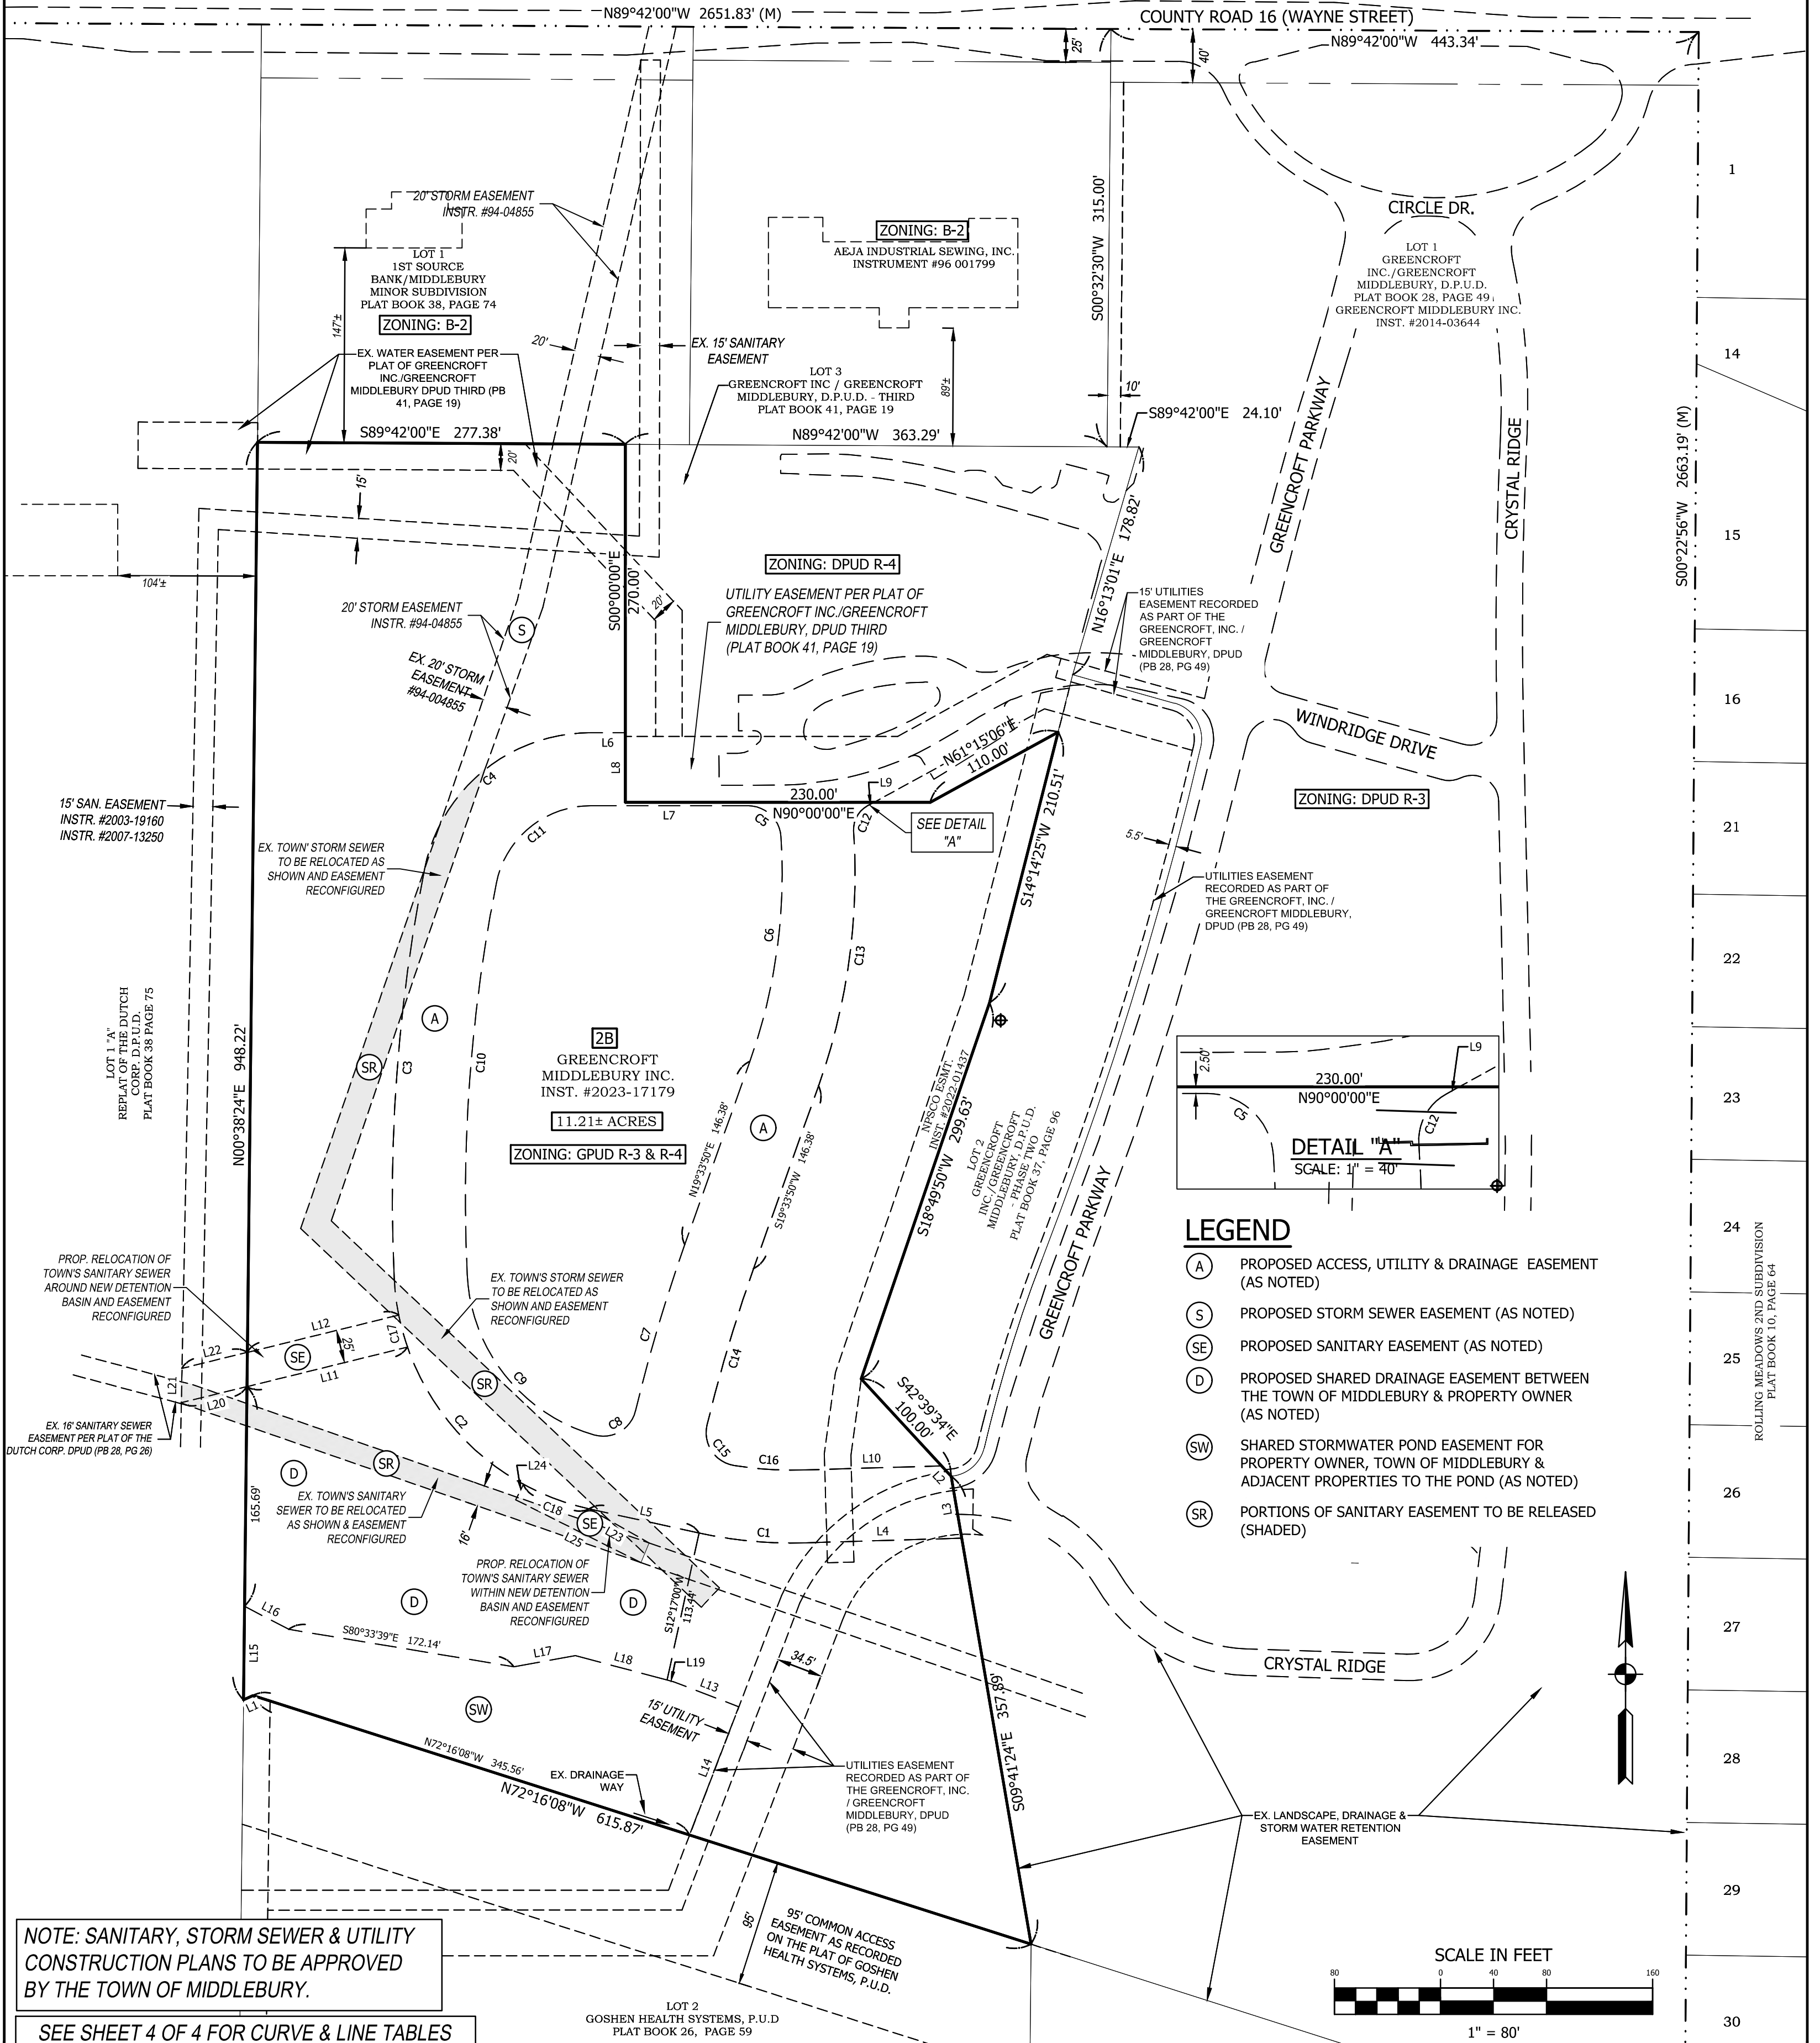 N89°42'00"W 2651.83' (M)
COUNTY ROAD 16 (WAYNE STREET)
N89°42'00"W 443.34'
25'
40'
1
20' STORM EASEMENT
INSTR. #94-04855
ZONING: B-2
AEJA INDUSTRIAL SEWING, INC.
INSTRUMENT #96 001799
S00°32'30"W 315.00'
CIRCLE DR.
LOT 1
GREENCROFT
INC./GREENCROFT
MIDDLEBURY, D.P.U.D.
PLAT BOOK 28, PAGE 49
GREENCROFT MIDDLEBURY INC.
INST. #2014-03644
LOT 1
1ST SOURCE
BANK/MIDDLEBURY
MINOR SUBDIVISION
PLAT BOOK 38, PAGE 74
ZONING: B-2
147'±
20'
EX. 15' SANITARY
EASEMENT
14
EX. WATER EASEMENT PER
PLAT OF GREENCROFT
INC./GREENCROFT
MIDDLEBURY DPUD THIRD (PB
41, PAGE 19)
LOT 3
GREENCROFT INC / GREENCROFT
MIDDLEBURY, D.P.U.D. - THIRD
PLAT BOOK 41, PAGE 19
89'±
10'
S89°42'00"E 24.10'
GREENCROFT PARKWAY
CRYSTAL RIDGE
S00°22'56"W 2663.19' (M)
S89°42'00"E 277.38'
N89°42'00"W 363.29'
20'
15'
15
N16°13'01"E 178.82'
104'±
S00°00'00"E
270.00'
20'
ZONING: DPUD R-4
UTILITY EASEMENT PER PLAT OF
GREENCROFT INC./GREENCROFT
MIDDLEBURY, DPUD THIRD
(PLAT BOOK 41, PAGE 19)
15' UTILITIES
EASEMENT RECORDED
AS PART OF THE
GREENCROFT, INC. /
GREENCROFT
MIDDLEBURY, DPUD
(PB 28, PG 49)
20' STORM EASEMENT
INSTR. #94-04855
S
EX. 20' STORM
EASEMENT
#94-004855
16
WINDRIDGE DRIVE
L6
L8
N61°15'06"E
110.00'
C4
L9
230.00'
N90°00'00"E
L7
C5
C12
C11
SEE DETAIL
"A"
15' SAN. EASEMENT
INSTR. #2003-19160
INSTR. #2007-13250
ZONING: DPUD R-3
21
5.5'
S14°14'25"W 210.51'
EX. TOWN' STORM SEWER
TO BE RELOCATED AS
SHOWN AND EASEMENT
RECONFIGURED
UTILITIES EASEMENT
RECORDED AS PART OF
THE GREENCROFT, INC. /
GREENCROFT MIDDLEBURY,
DPUD (PB 28, PG 49)
C6
C13
22
LOT 1 "A"
REPLAT OF THE DUTCH
CORP. D.P.U.D.
PLAT BOOK 38 PAGE 75
N00°38'24"E 948.22'
A
SR
C3
C10
2B
GREENCROFT
MIDDLEBURY INC.
INST. #2023-17179
11.21± ACRES
ZONING: GPUD R-3 & R-4
A
N19°33'50"E 146.38'
S19°33'50"W 146.38'
NIPSCO ESMT.
INST. #2022-01437
S18°49'50"W 299.63'
LOT 2
GREENCROFT
INC./GREENCROFT
MIDDLEBURY, D.P.U.D.
- PHASE TWO
PLAT BOOK 37, PAGE 96
GREENCROFT PARKWAY
2.50'
L9
230.00'
N90°00'00"E
C5
C12
DETAIL "A"
SCALE: 1" = 40'
23
LEGEND
24
A PROPOSED ACCESS, UTILITY & DRAINAGE EASEMENT
(AS NOTED)
S PROPOSED STORM SEWER EASEMENT (AS NOTED)
SE PROPOSED SANITARY EASEMENT (AS NOTED)
D PROPOSED SHARED DRAINAGE EASEMENT BETWEEN
THE TOWN OF MIDDLEBURY & PROPERTY OWNER
(AS NOTED)
SW SHARED STORMWATER POND EASEMENT FOR
PROPERTY OWNER, TOWN OF MIDDLEBURY &
ADJACENT PROPERTIES TO THE POND (AS NOTED)
SR PORTIONS OF SANITARY EASEMENT TO BE RELEASED
(SHADED)
ROLLING MEADOWS 2ND SUBDIVISION
PLAT BOOK 10, PAGE 64
25
26
PROP. RELOCATION OF
TOWN'S SANITARY SEWER
AROUND NEW DETENTION
BASIN AND EASEMENT
RECONFIGURED
EX. TOWN'S STORM SEWER
TO BE RELOCATED AS
SHOWN AND EASEMENT
RECONFIGURED
L12
C17
25'
L22
SE
L11
L21
L20
SR
C9
C7
C14
C8
C2
EX. 16' SANITARY SEWER
EASEMENT PER PLAT OF THE
DUTCH CORP. DPUD (PB 28, PG 26)
S42°39'34"E
100.00'
C15
C16
L10
L2
L3
D
SR
L24
165.69'
EX. TOWN'S SANITARY
SEWER TO BE RELOCATED
AS SHOWN & EASEMENT
RECONFIGURED
16'
C18
SE
L23
L25
L5
C1
L4
PROP. RELOCATION OF
TOWN'S SANITARY SEWER
WITHIN NEW DETENTION
BASIN AND EASEMENT
RECONFIGURED
D
D
S12°17'00"W
113.44'
L16
S80°33'39"E 172.14'
L15
L17
L18
L19
L13
34.5'
27
CRYSTAL RIDGE
L1
SW
15' UTILITY
EASEMENT
N72°16'08"W 345.56'
N72°16'08"W 615.87'
EX. DRAINAGE
WAY
L14
UTILITIES EASEMENT
RECORDED AS PART OF
THE GREENCROFT, INC.
/ GREENCROFT
MIDDLEBURY, DPUD
(PB 28, PG 49)
S09°41'24"E 357.89'
28
EX. LANDSCAPE, DRAINAGE &
STORM WATER RETENTION
EASEMENT
29
95'
95' COMMON ACCESS
EASEMENT AS RECORDED
ON THE PLAT OF GOSHEN
HEALTH SYSTEMS, P.U.D.
NOTE: SANITARY, STORM SEWER & UTILITY
CONSTRUCTION PLANS TO BE APPROVED
BY THE TOWN OF MIDDLEBURY.
SCALE IN FEET
80 0 40 80 160
1" = 80'
LOT 2
GOSHEN HEALTH SYSTEMS, P.U.D
PLAT BOOK 26, PAGE 59
SEE SHEET 4 OF 4 FOR CURVE & LINE TABLES
30